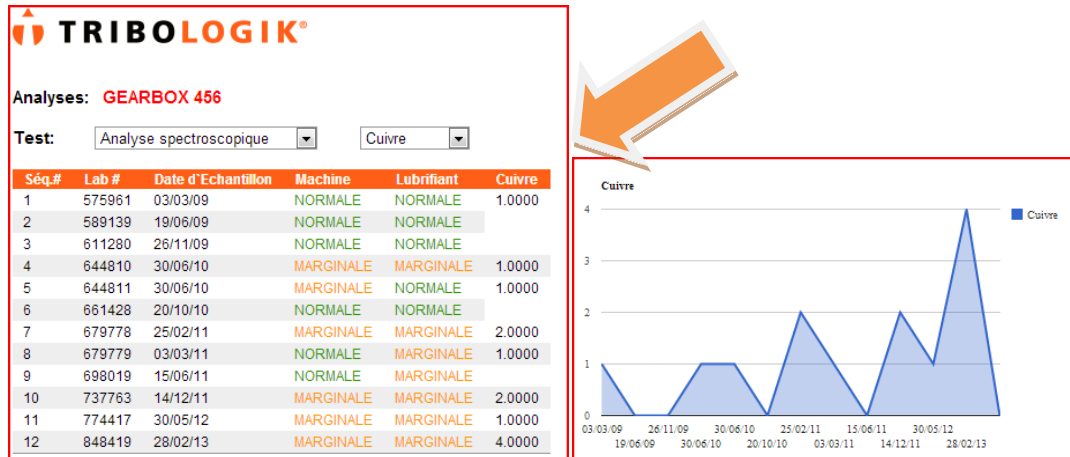 TRIBOLOGIK®
Analyses: GEARBOX 456
Test: Analyse spectroscopique Cuivre
Séq.# Lab # Date d`Echantillon Machine Lubrifiant Cuivre
1 575961 03/03/09 NORMALE NORMALE 1.0000
2 589139 19/06/09 NORMALE NORMALE
3 611280 26/11/09 NORMALE NORMALE
4 644810 30/06/10 MARGINALE MARGINALE 1.0000
5 644811 30/06/10 MARGINALE NORMALE 1.0000
6 661428 20/10/10 NORMALE NORMALE
7 679778 25/02/11 MARGINALE MARGINALE 2.0000
8 679779 03/03/11 NORMALE MARGINALE 1.0000
9 698019 15/06/11 NORMALE MARGINALE
10 737763 14/12/11 MARGINALE MARGINALE 2.0000
11 774417 30/05/12 MARGINALE MARGINALE 1.0000
12 848419 28/02/13 MARGINALE MARGINALE 4.0000
Cuivre
4
Cuivre
3
2
1
0
03/03/09 26/11/09 30/06/10 25/02/11 15/06/11 30/05/12
19/06/09 30/06/10 20/10/10 03/03/11 14/12/11 28/02/13